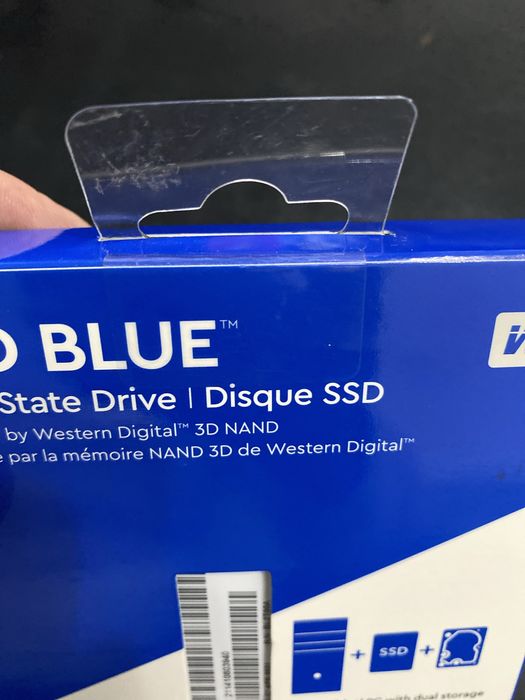 D BLUE™
State Drive | Disque SSD
by Western Digital™ 3D NAND
par la mémoire NAND 3D de Western Digital™
SSD
with dual storage